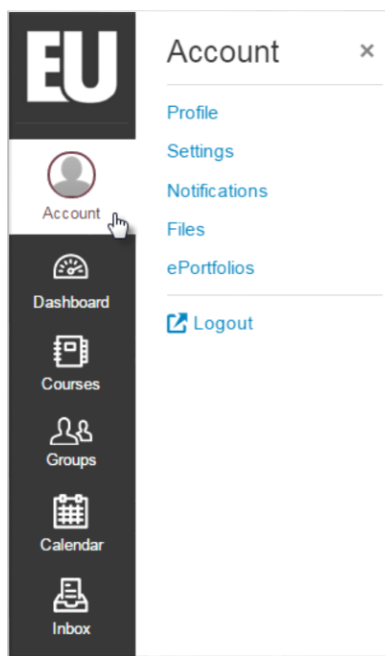 EU
Account
Dashboard
Courses
Groups
Calendar
Inbox
Account ×
Profile
Settings
Notifications
Files
ePortfolios
Logout